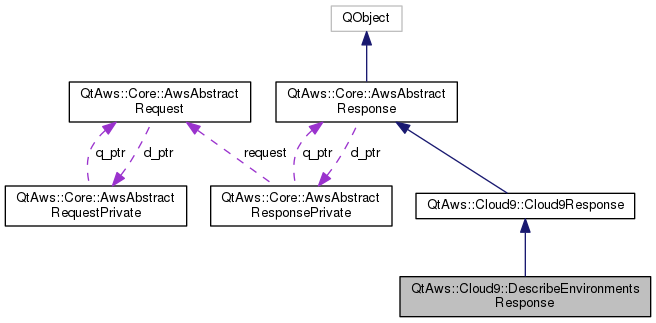 QObject
QtAws::Core::AwsAbstract
Request
QtAws::Core::AwsAbstract
Response
q_ptr
d_ptr
request
q_ptr
d_ptr
QtAws::Core::AwsAbstract
RequestPrivate
QtAws::Core::AwsAbstract
ResponsePrivate
QtAws::Cloud9::Cloud9Response
QtAws::Cloud9::DescribeEnvironments
Response